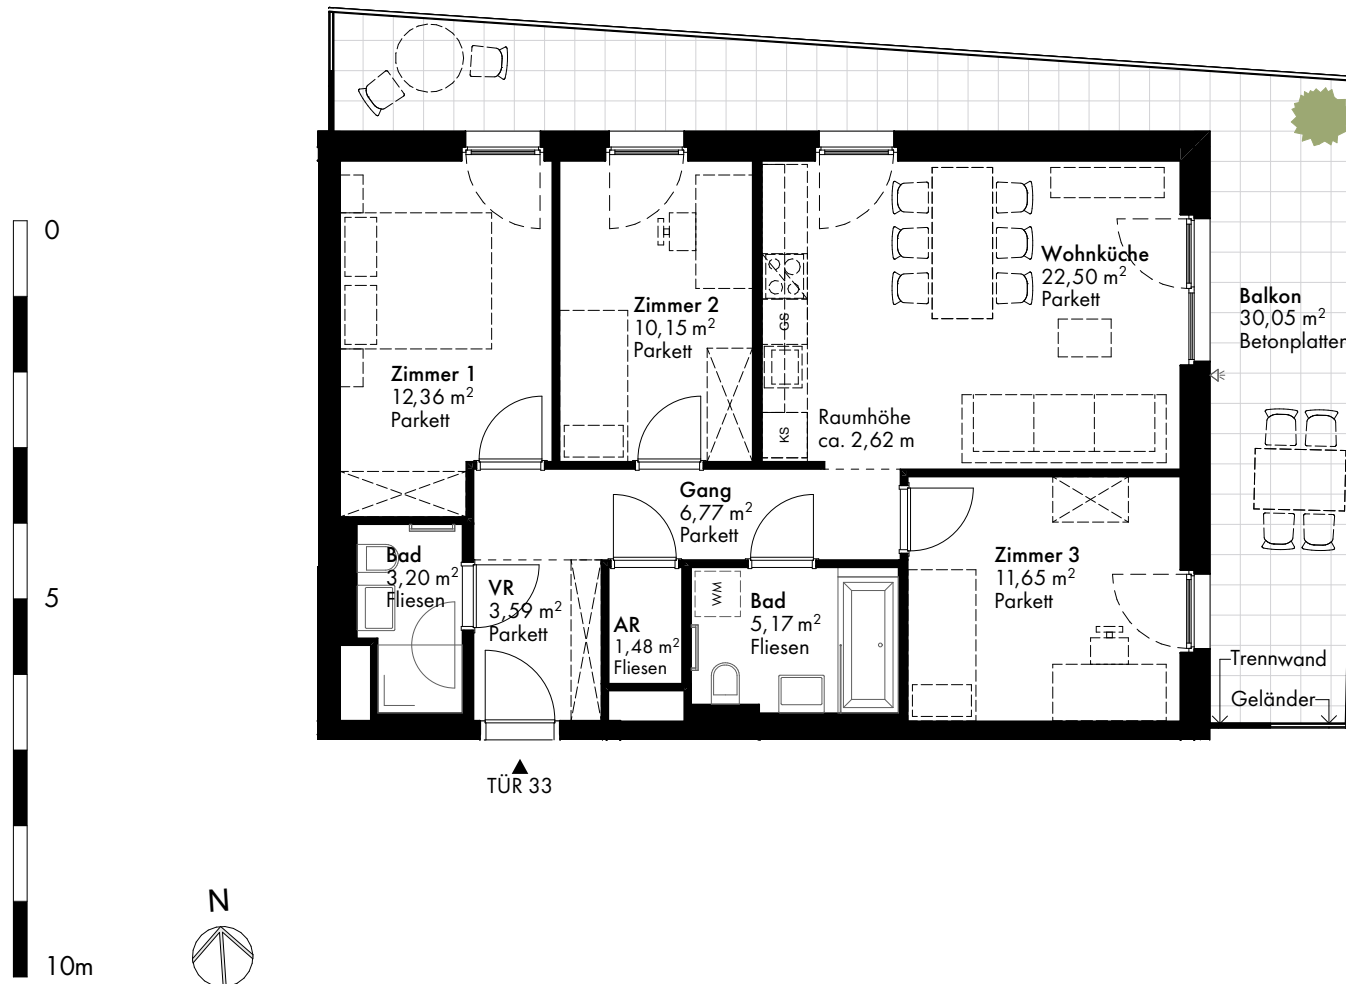 0
5
10m
N
Zimmer 1
12,36 m²
Parkett
Zimmer 2
10,15 m²
Parkett
GS
KS
Wohnküche
22,50 m²
Parkett
Raumhöhe
ca. 2,62 m
Balkon
30,05 m²
Betonplatten
Gang
6,77 m²
Parkett
Bad
3,20 m²
Fliesen
VR
3,59 m²
Parkett
AR
1,48 m²
Fliesen
WM
Bad
5,17 m²
Fliesen
Zimmer 3
11,65 m²
Parkett
Trennwand
Geländer
TÜR 33